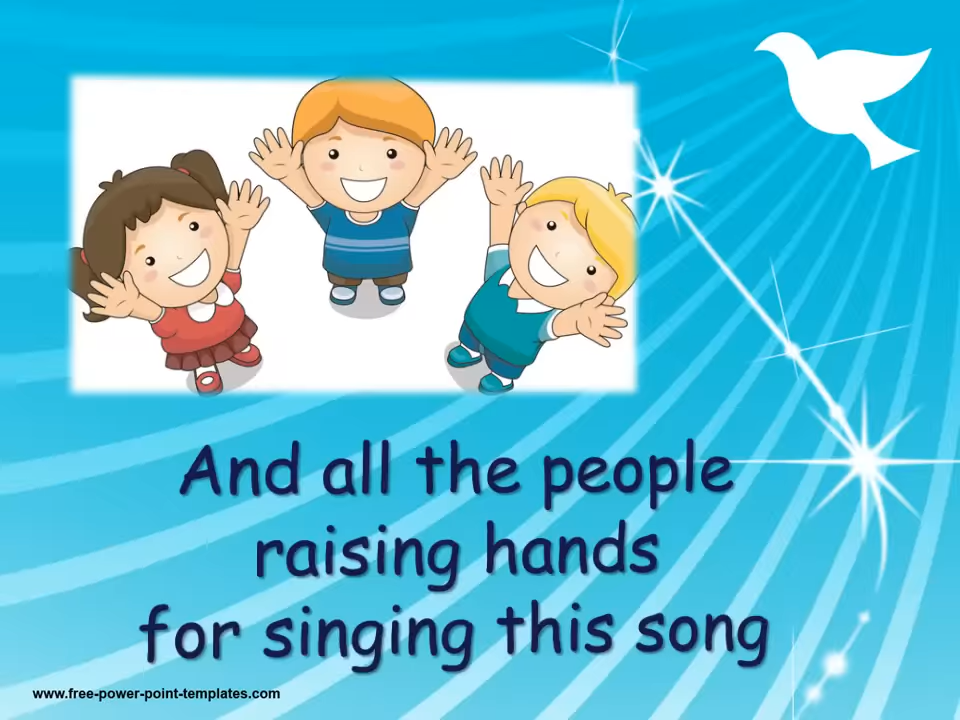 And all the people
raising hands
for singing this song
www.free-power-point-templates.com